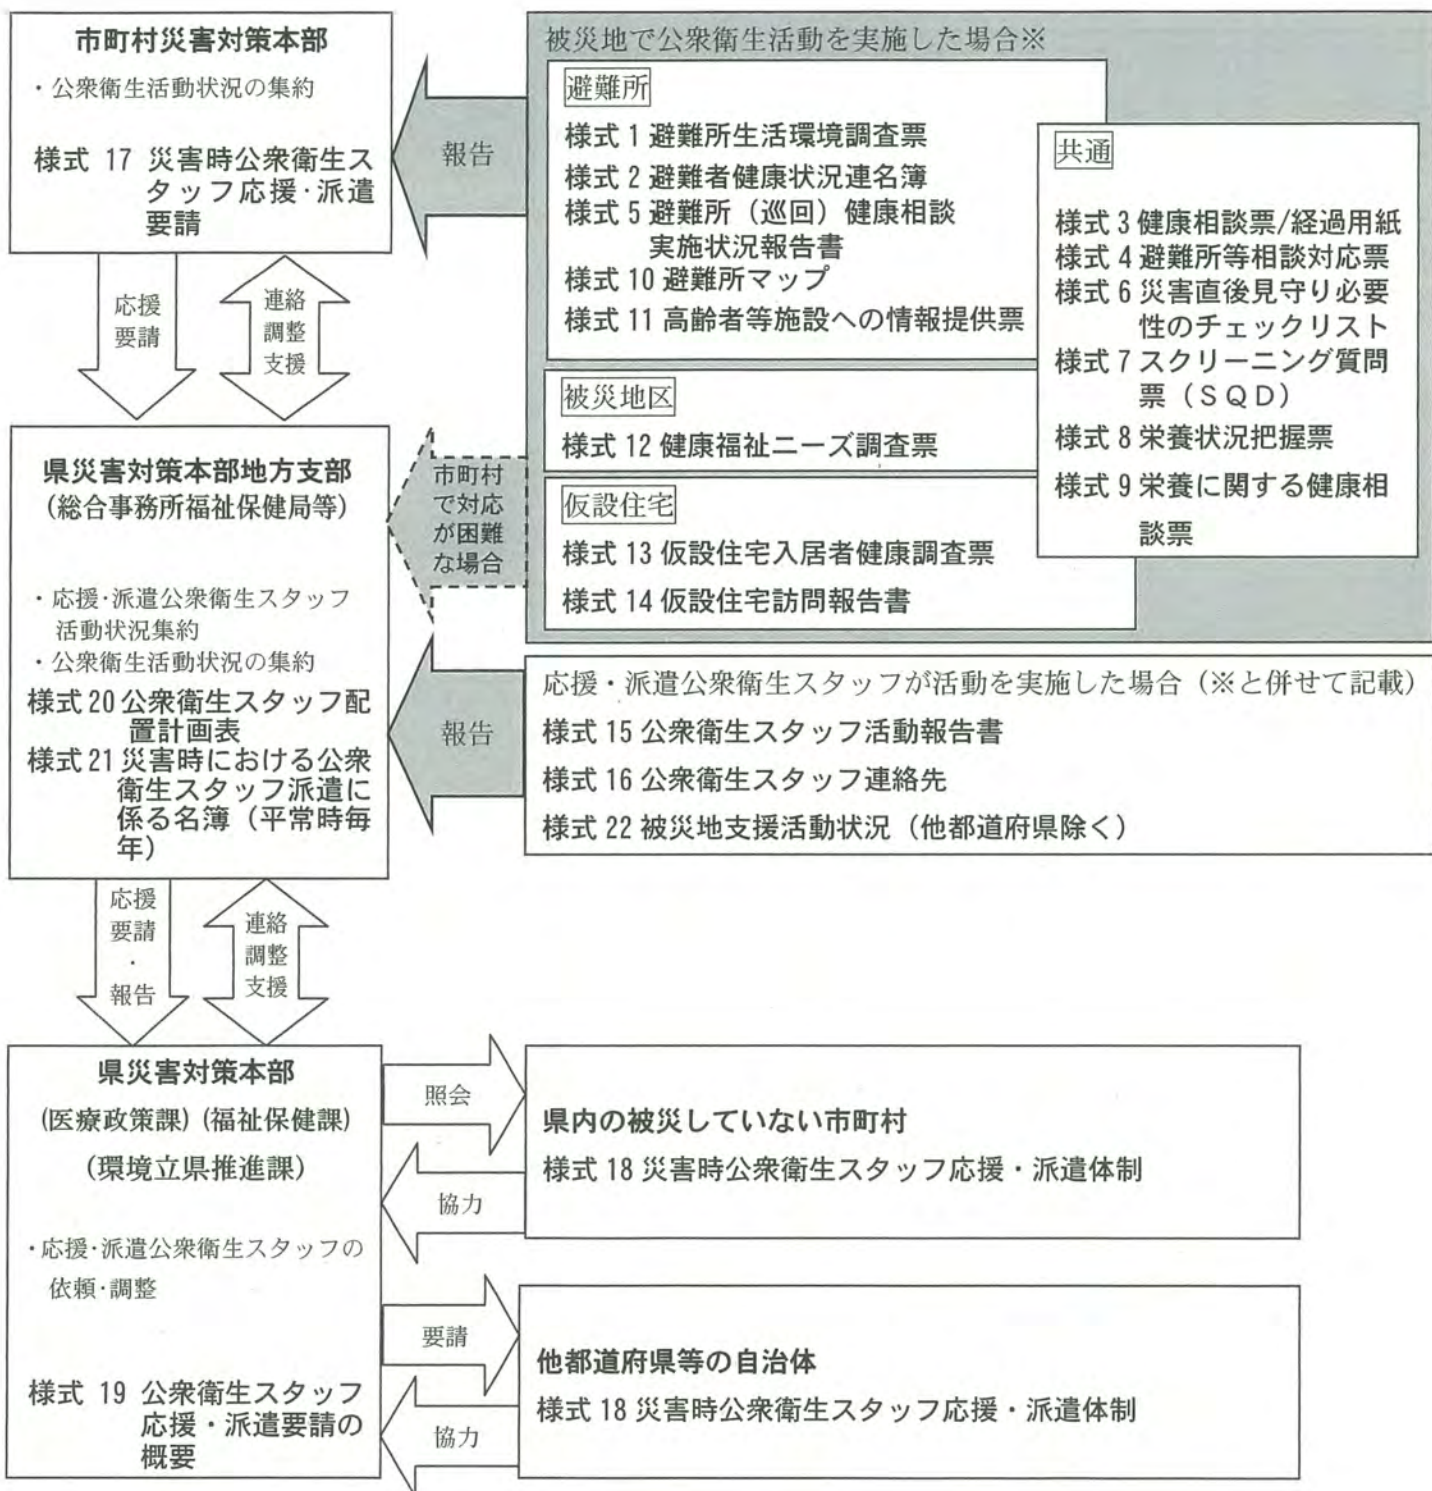 市町村災害対策本部
・公衆衛生活動状況の集約
様式 17 災害時公衆衛生ス
タッフ応援･派遣
要請
報告
被災地で公衆衛生活動を実施した場合※
避難所
様式 1 避難所生活環境調査票
様式 2 避難者健康状況連名簿
様式 5 避難所（巡回）健康相談
実施状況報告書
様式 10 避難所マップ
様式 11 高齢者等施設への情報提供票
共通
様式 3 健康相談票/経過用紙
様式 4 避難所等相談対応票
様式 6 災害直後見守り必要
性のチェックリスト
様式 7 スクリーニング質問
票（ＳＱＤ）
様式 8 栄養状況把握票
様式 9 栄養に関する健康相
談票
被災地区
様式 12 健康福祉ニーズ調査票
仮設住宅
様式 13 仮設住宅入居者健康調査票
様式 14 仮設住宅訪問報告書
応援
要請
連絡
調整
支援
県災害対策本部地方支部
(総合事務所福祉保健局等)
・応援･派遣公衆衛生スタッフ
活動状況集約
・公衆衛生活動状況の集約
様式 20 公衆衛生スタッフ配
置計画表
様式 21 災害時における公衆
衛生スタッフ派遣に
係る名簿（平常時毎
年）
市町村
で対応
が困難
な場合
報告
応援・派遣公衆衛生スタッフが活動を実施した場合（※と併せて記載）
様式 15 公衆衛生スタッフ活動報告書
様式 16 公衆衛生スタッフ連絡先
様式 22 被災地支援活動状況（他都道府県除く）
応援
要請
・
報告
連絡
調整
支援
県災害対策本部
(医療政策課) (福祉保健課)
（環境立県推進課）
・応援･派遣公衆衛生スタッフの
依頼･調整
様式 19 公衆衛生スタッフ
応援・派遣要請の
概要
照会
協力
県内の被災していない市町村
様式 18 災害時公衆衛生スタッフ応援・派遣体制
要請
協力
他都道府県等の自治体
様式 18 災害時公衆衛生スタッフ応援・派遣体制